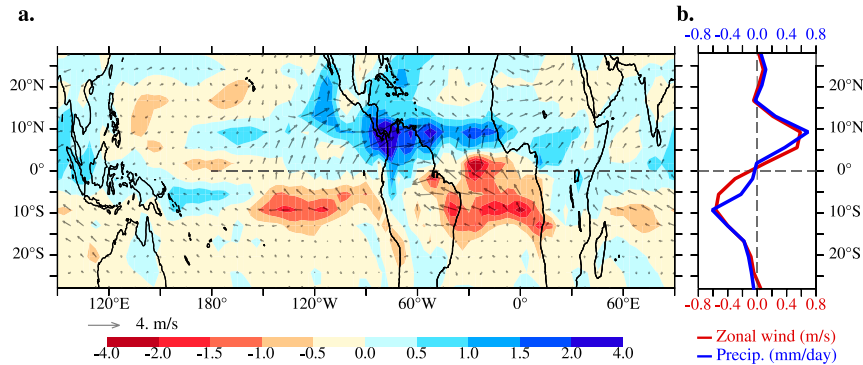 a.
b.
-0.8 -0.4 0.0 0.4 0.8
20°N
10°N
0°
10°S
20°S
20°N
10°N
0°
10°S
20°S
120°E 180° 120°W 60°W 0° 60°E
-0.8 -0.4 0.0 0.4 0.8
4. m/s
-4.0 -2.0 -1.5 -1.0 -0.5 0.0 0.5 1.0 1.5 2.0 4.0
Zonal wind (m/s)
Precip. (mm/day)